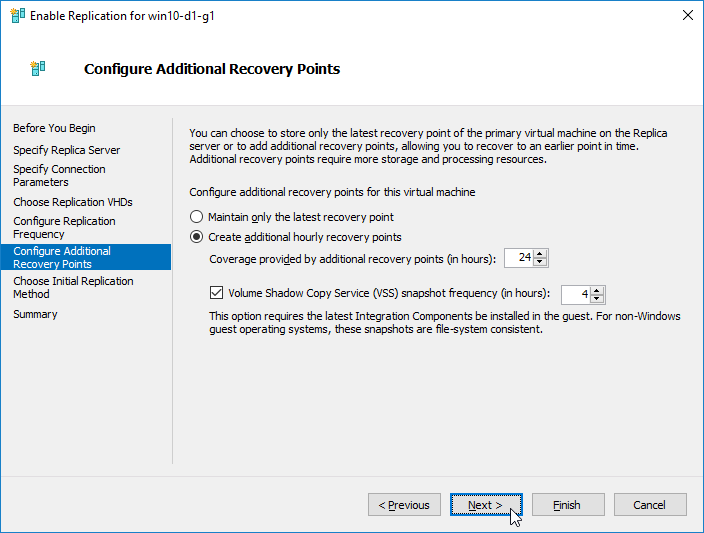 Enable Replication for win10-d1-g1
Configure Additional Recovery Points
Before You Begin
Specify Replica Server
Specify Connection
Parameters
Choose Replication VHDs
Configure Replication
Frequency
Configure Additional
Recovery Points
Choose Initial Replication
Method
Summary
You can choose to store only the latest recovery point of the primary virtual machine on the Replica
server or to add additional recovery points, allowing you to recover to an earlier point in time.
Additional recovery points require more storage and processing resources.
Configure additional recovery points for this virtual machine
Maintain only the latest recovery point
Create additional hourly recovery points
Coverage provided by additional recovery points (in hours): 24
Volume Shadow Copy Service (VSS) snapshot frequency (in hours): 4
This option requires the latest Integration Components be installed in the guest. For non-Windows
guest operating systems, these snapshots are file-system consistent.
< Previous Next > Finish Cancel